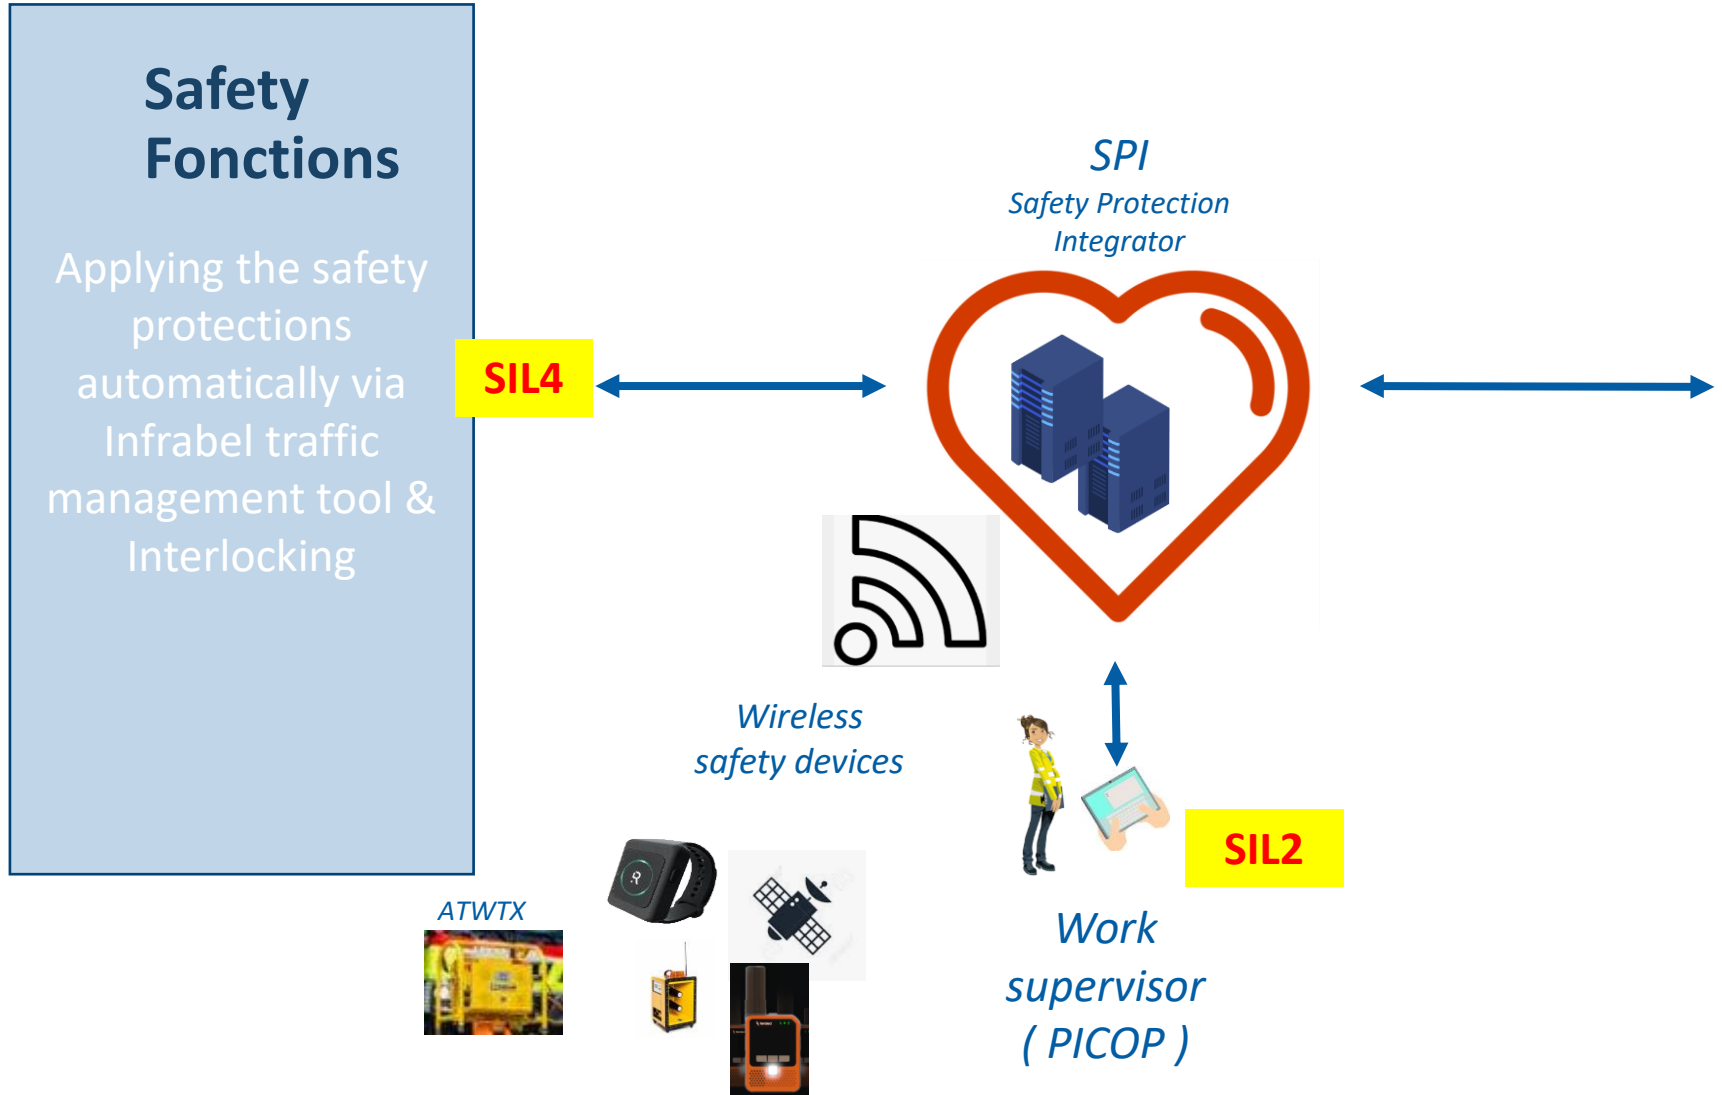 Safety
Fonctions
Applying the safety
protections
automatically via
Infrabel traffic
management tool &
Interlocking
SIL4
SPI
Safety Protection
Integrator
Wireless
safety devices
ATWTX
SIL2
Work
supervisor
( PICOP )